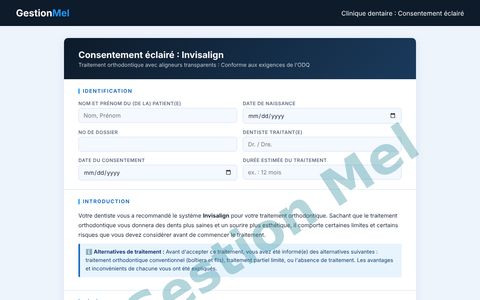 GestionMel
Clinique dentaire : Consentement éclairé
Consentement éclairé : Invisalign
Traitement orthodontique avec aligneurs transparents : Conforme aux exigences de l'ODQ
IDENTIFICATION
NOM ET PRÉNOM DU (DE LA) PATIENT(E)
DATE DE NAISSANCE
Nom, Prénom
mm/dd/yyyy
NO DE DOSSIER
DENTISTE TRAITANT(E)
Dr. / Dre.
DATE DU CONSENTEMENT
DURÉE ESTIMÉE DU TRAITEMENT
mm/dd/yyyy
ex. : 12 mois
INTRODUCTION
Votre dentiste vous a recommandé le système Invisalign pour votre traitement orthodontique. Sachant que le traitement
orthodontique vous donnera des dents plus saines et un sourire plus esthétique, il comporte certaines limites et certains
risques que vous devez considérer avant de commencer le traitement.
Alternatives de traitement : Avant d'accepter ce traitement, vous avez été informé(e) des alternatives suivantes :
traitement orthodontique conventionnel (boîtiers et fils), traitement partiel limité, ou l'absence de traitement. Les avantages
et inconvénients de chacune vous ont été expliqués.
Gestion Mel